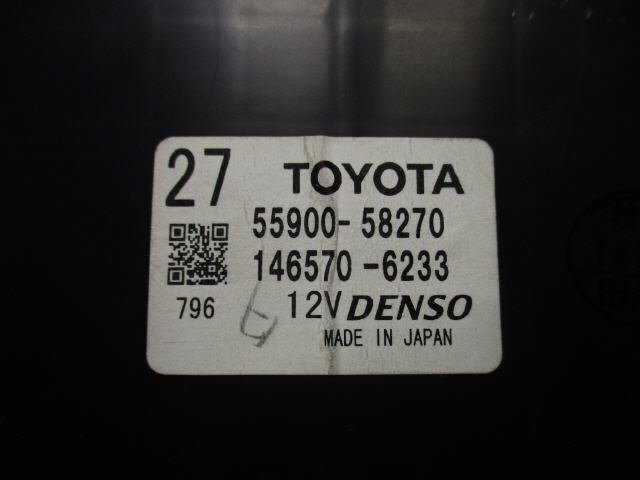 27 TOYOTA
55900-58270
146570-6233
796 12V DENSO
MADE IN JAPAN